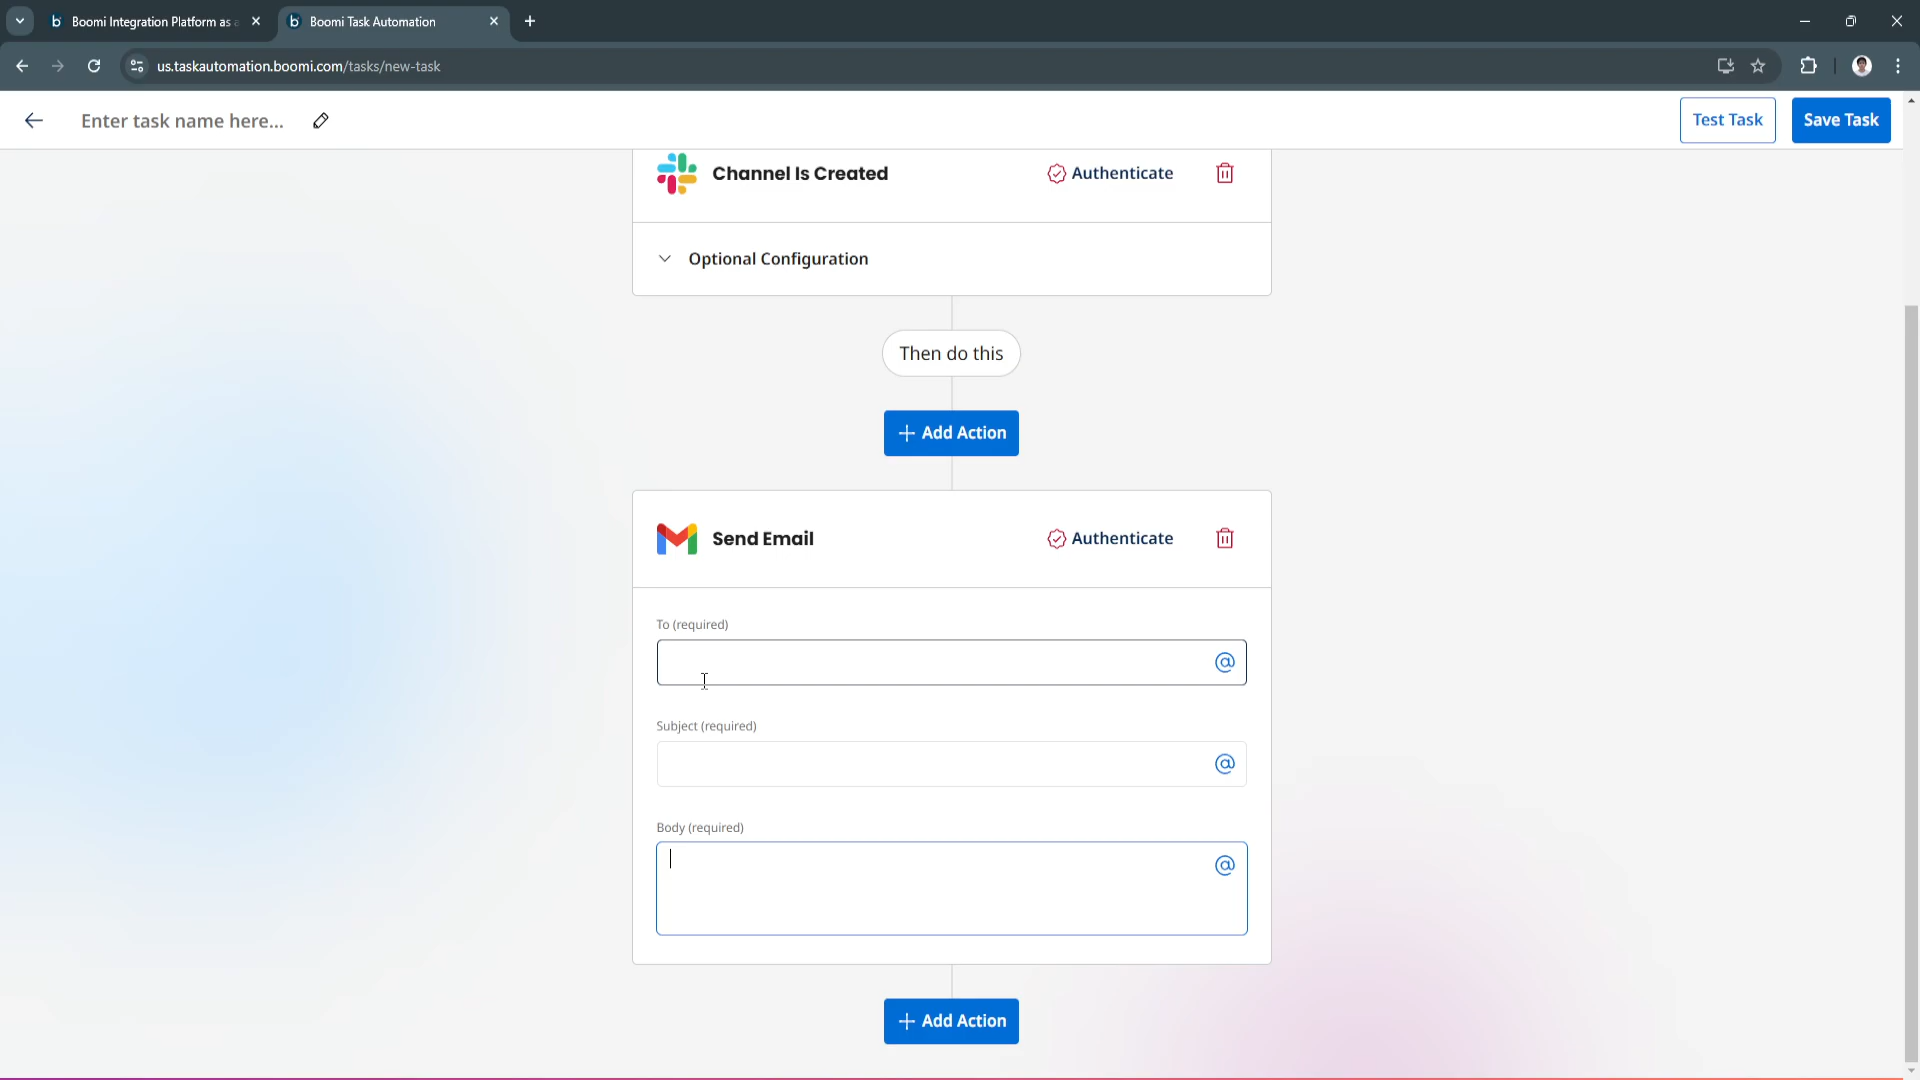 Boomi Integration Platform as a
Boomi Task Automation
us.taskautomation.boomi.com/tasks/new-task
Enter task name here...
Test Task
Save Task
Channel Is Created
Authenticate
Optional Configuration
Then do this
+ Add Action
Send Email
Authenticate
To (required)
@
Subject (required)
@
Body (required)
@
+ Add Action